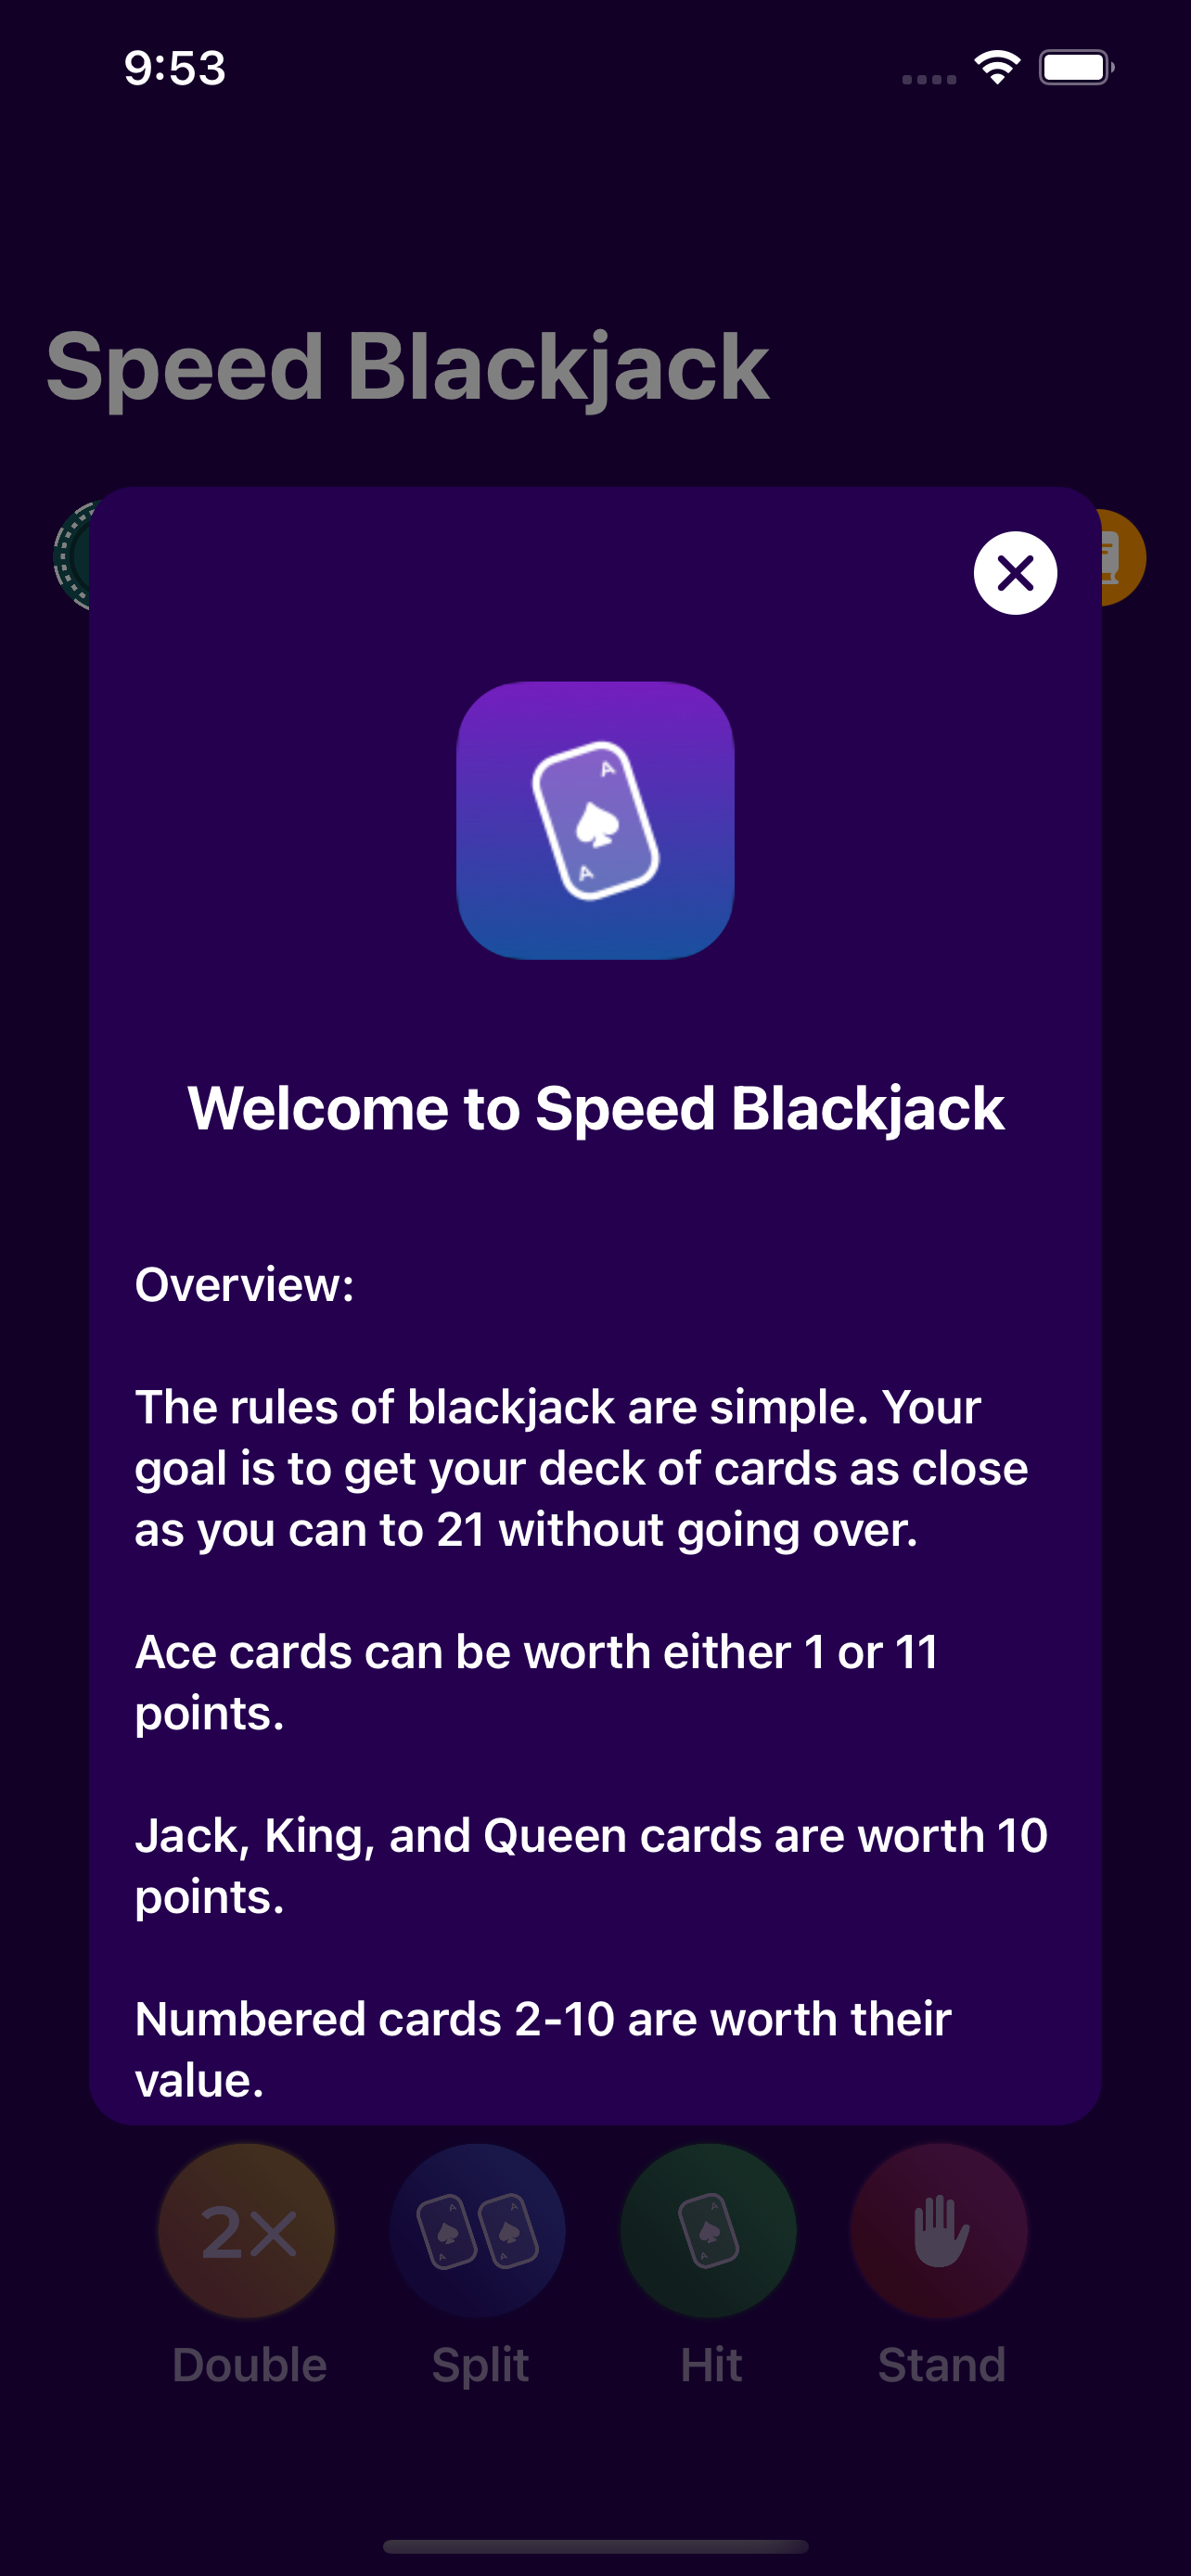 9:53
Speed Blackjack
A
A
Welcome to Speed Blackjack
Overview:
The rules of blackjack are simple. Your
goal is to get your deck of cards as close
as you can to 21 without going over.
Ace cards can be worth either 1 or 11
points.
Jack, King, and Queen cards are worth 10
points.
Numbered cards 2-10 are worth their
value.
2×
A
A
A
A
A
A
Double
Split
Hit
Stand